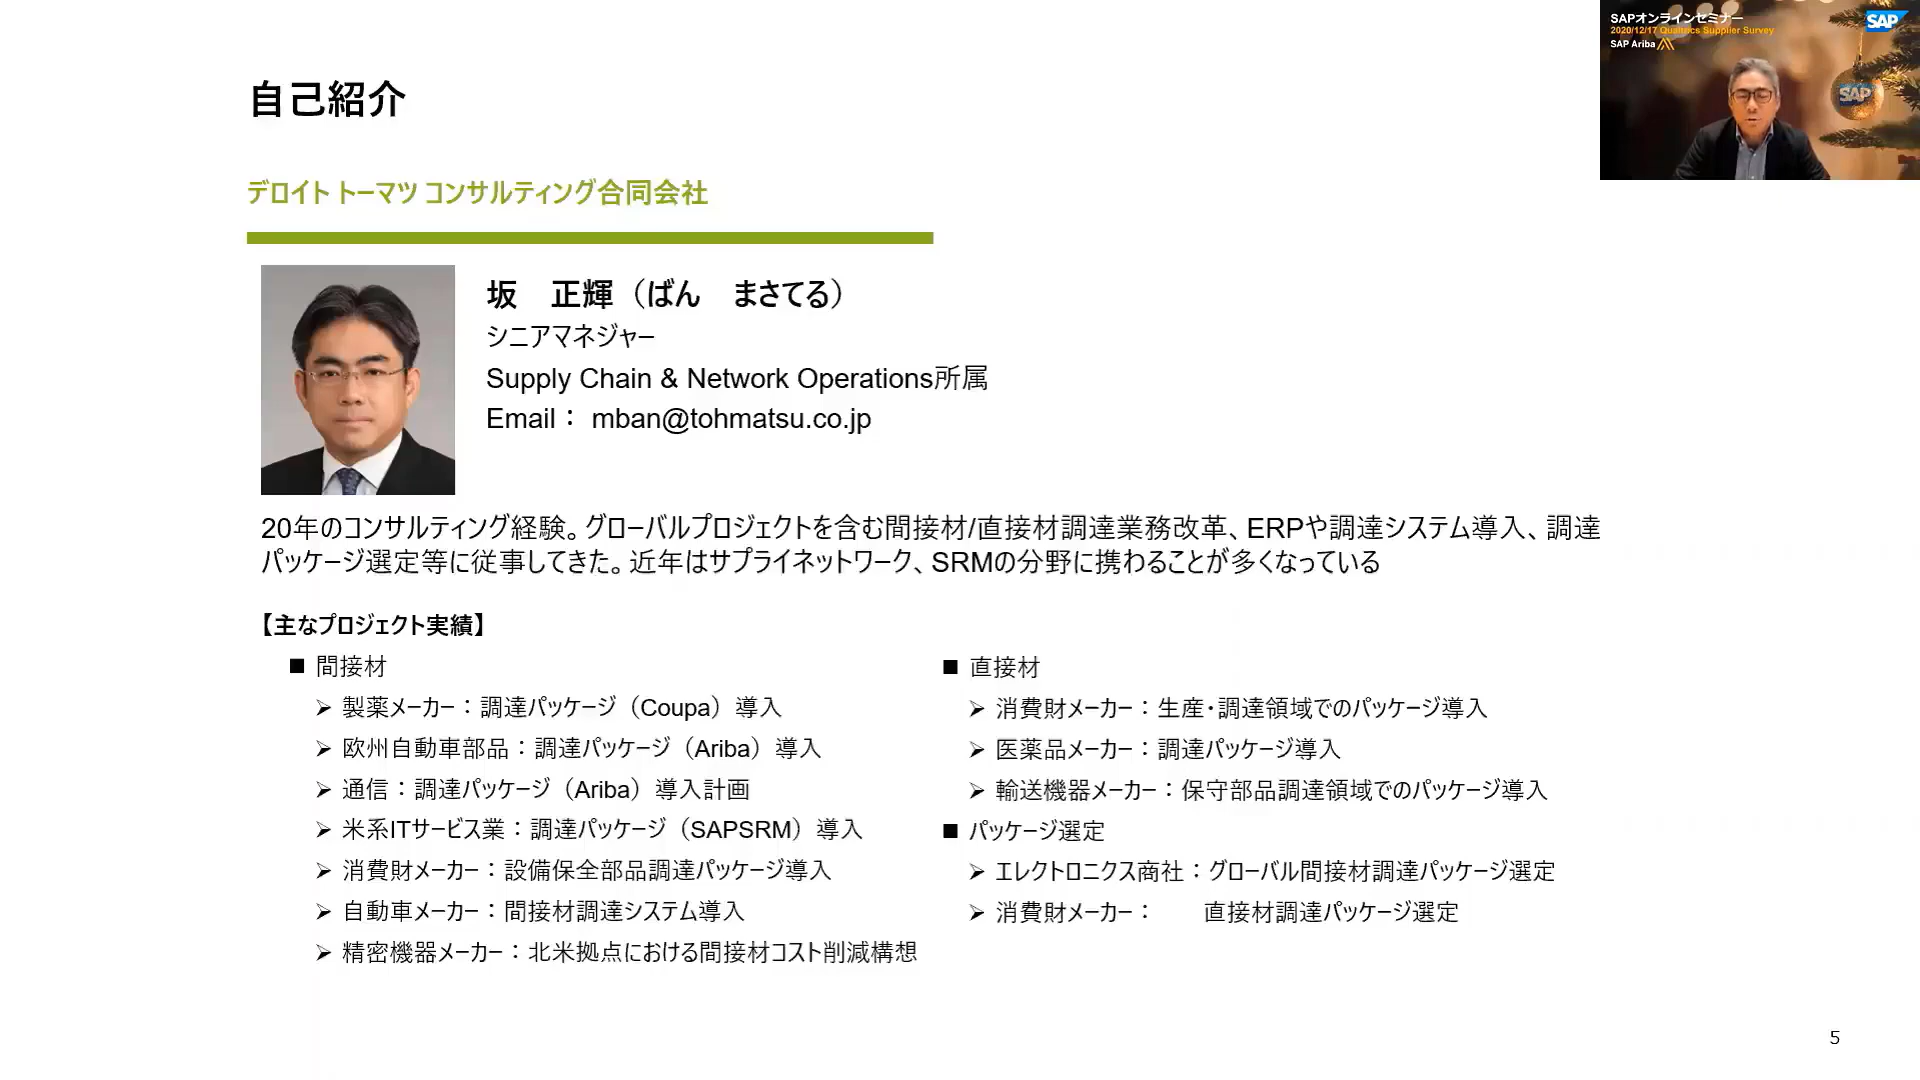 SAPオンラインセミナー
2020/12/17 Qualtrics Supplier Survey
SAP Ariba
SAP
SAP
自己紹介
デロイト トーマツ コンサルティング合同会社
坂　正輝（ばん　まさてる）
シニアマネジャー
Supply Chain & Network Operations所属
Email： mban@tohmatsu.co.jp
20年のコンサルティング経験。グローバルプロジェクトを含む間接材/直接材調達業務改革、ERPや調達システム導入、調達
パッケージ選定等に従事してきた。近年はサプライネットワーク、SRMの分野に携わることが多くなっている
【主なプロジェクト実績】
■ 間接材
➢ 製薬メーカー：調達パッケージ（Coupa）導入
➢ 欧州自動車部品：調達パッケージ（Ariba）導入
➢ 通信：調達パッケージ（Ariba）導入計画
➢ 米系ITサービス業：調達パッケージ（SAPSRM）導入
➢ 消費財メーカー：設備保全部品調達パッケージ導入
➢ 自動車メーカー：間接材調達システム導入
➢ 精密機器メーカー：北米拠点における間接材コスト削減構想
■ 直接材
➢ 消費財メーカー：生産・調達領域でのパッケージ導入
➢ 医薬品メーカー：調達パッケージ導入
➢ 輸送機器メーカー：保守部品調達領域でのパッケージ導入
■ パッケージ選定
➢ エレクトロニクス商社：グローバル間接材調達パッケージ選定
➢ 消費財メーカー：　　直接材調達パッケージ選定
5